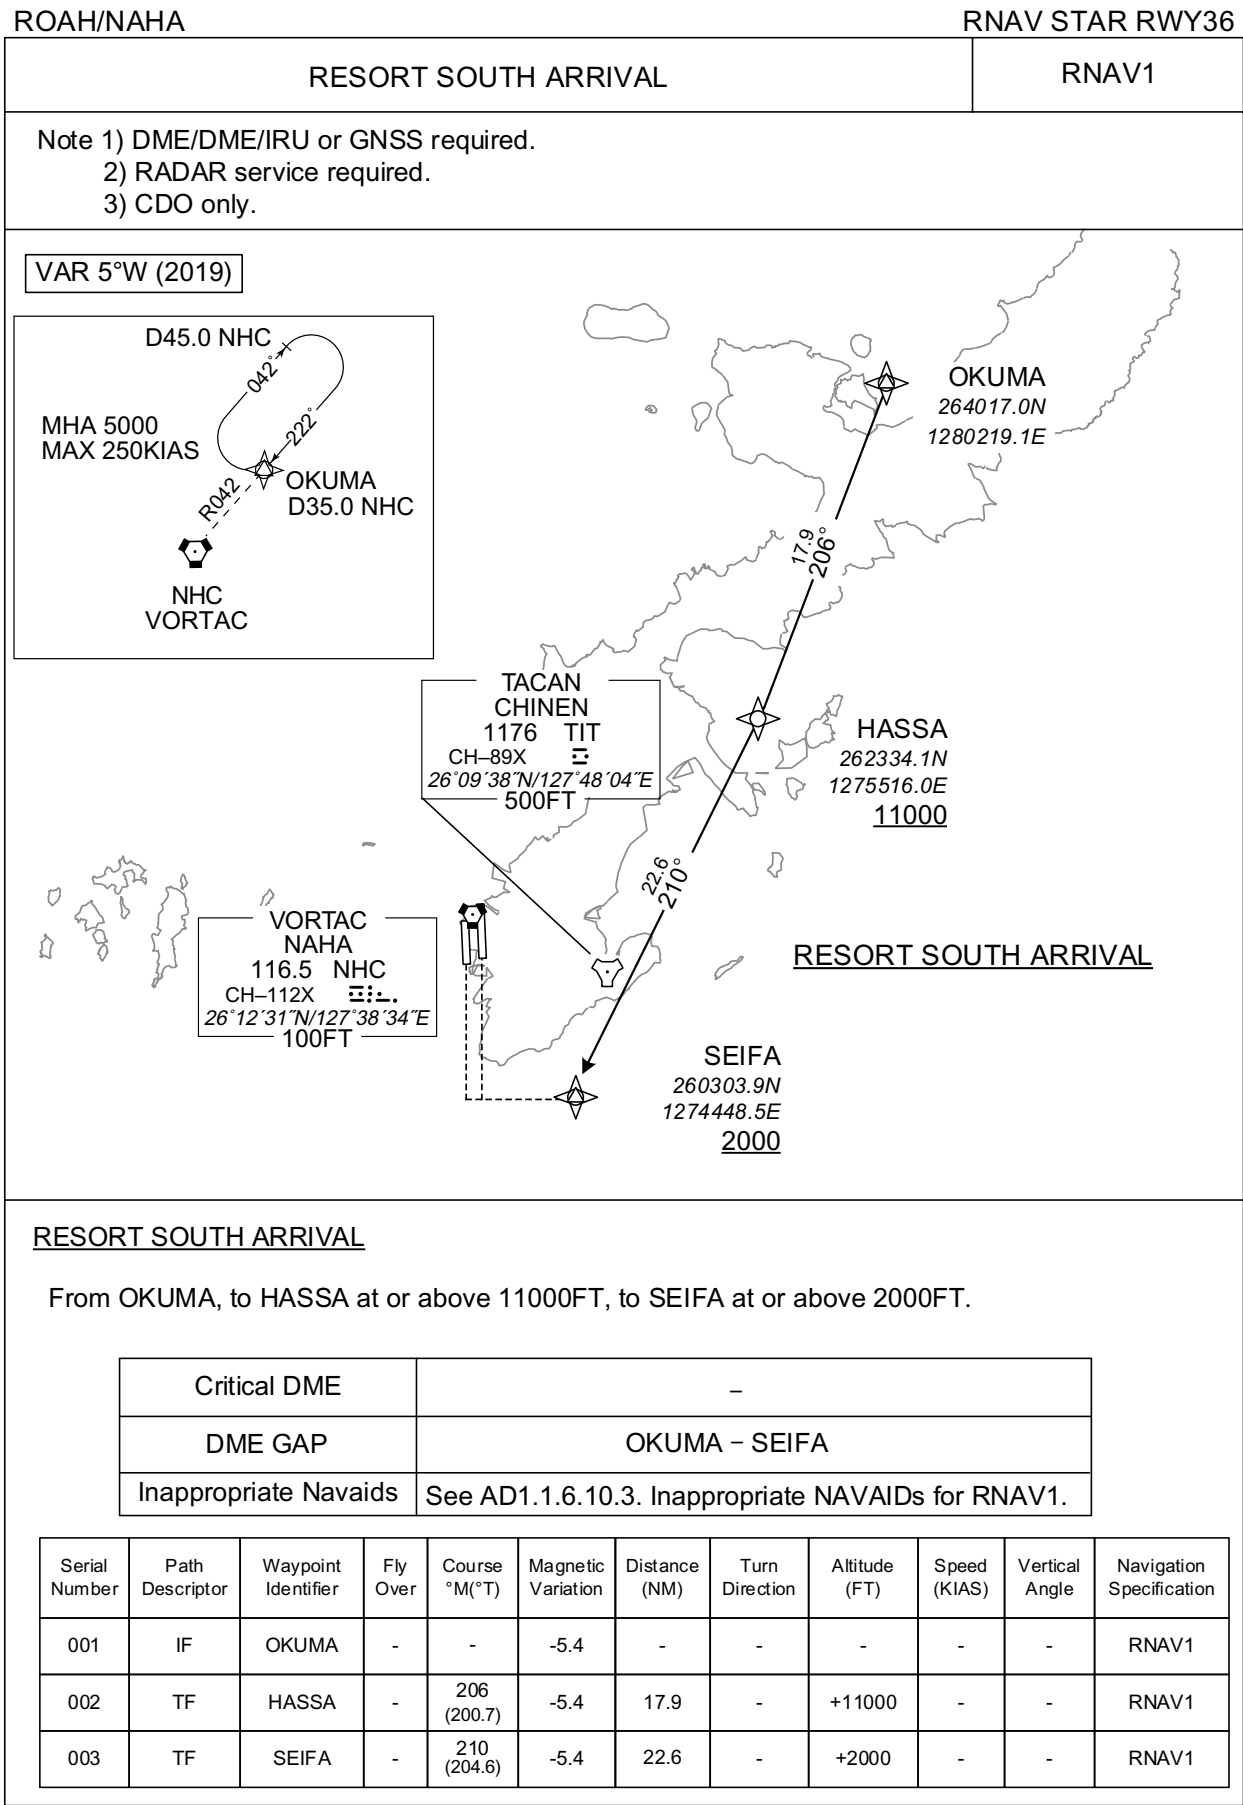 ROAH/NAHA
RNAV STAR RWY36
RESORT SOUTH ARRIVAL
RNAV1
Note 1) DME/DME/IRU or GNSS required.
2) RADAR service required.
3) CDO only.
VAR 5°W (2019)
D45.0 NHC
042°
222°
MHA 5000
MAX 250KIAS
OKUMA
D35.0 NHC
R042
NHC
VORTAC
OKUMA
264017.0N
1280219.1E
17.9
206°
TACAN
CHINEN
1176 TIT
CH–89X
26°09´38˝N/127°48´04˝E
500FT
HASSA
262334.1N
1275516.0E
11000
22.6
210°
VORTAC
NAHA
116.5 NHC
CH–112X
26°12´31˝N/127°38´34˝E
100FT
RESORT SOUTH ARRIVAL
SEIFA
260303.9N
1274448.5E
2000
RESORT SOUTH ARRIVAL
From OKUMA, to HASSA at or above 11000FT, to SEIFA at or above 2000FT.
Critical DME –
DME GAP OKUMA – SEIFA
Inappropriate Navaids See AD1.1.6.10.3. Inappropriate NAVAIDs for RNAV1.
Serial Number Path Descriptor Waypoint Identifier Fly Over Course °M(°T) Magnetic Variation Distance (NM) Turn Direction Altitude (FT) Speed (KIAS) Vertical Angle Navigation Specification
001 IF OKUMA - - -5.4 - - - - - RNAV1
002 TF HASSA - 206 (200.7) -5.4 17.9 - +11000 - - RNAV1
003 TF SEIFA - 210 (204.6) -5.4 22.6 - +2000 - - RNAV1